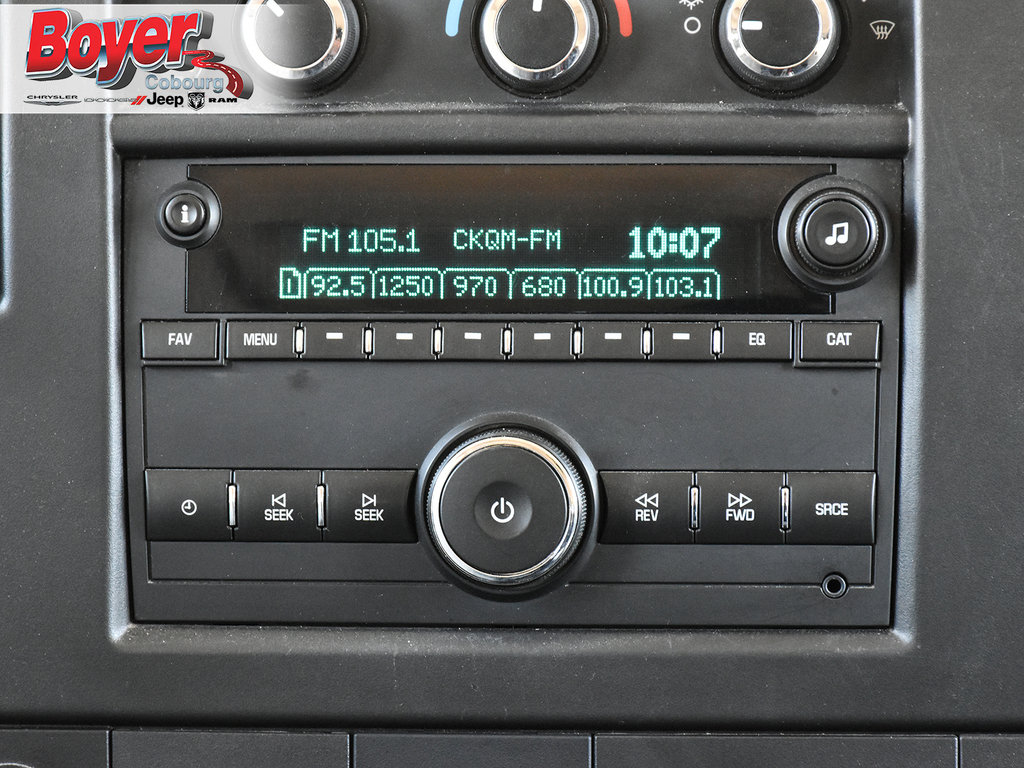 Boyer
Cobourg
CHRYSLER DODGE Jeep RAM
i
FM 105.1 CKQM-FM 10:07
1 92.5 1250 970 680 100.9 103.1
FAV MENU EQ CAT
SEEK SEEK REV FWD SRCE